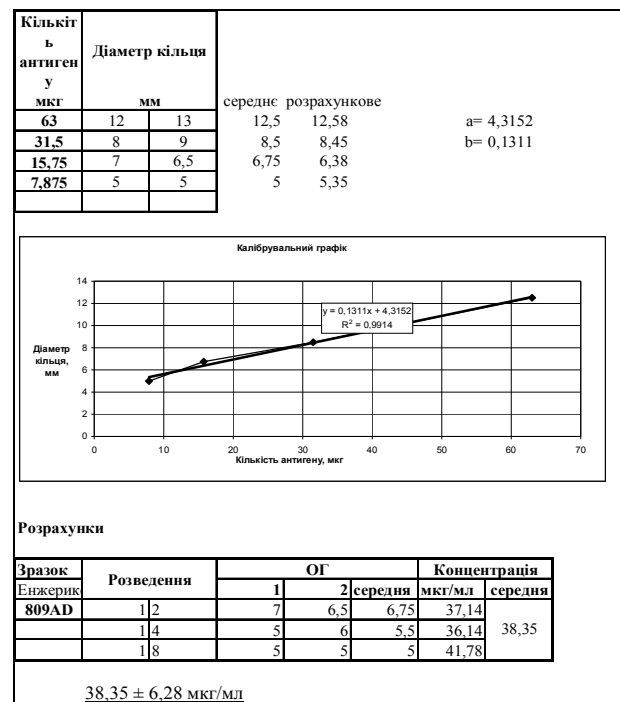 Кількіт
ь
антиген
у
Діаметр кільця
мкг мм середнє розрахункове
63 12 13 12,5 12,58 a= 4,3152
31,5 8 9 8,5 8,45 b= 0,1311
15,75 7 6,5 6,75 6,38
7,875 5 5 5 5,35
Калібрувальний графік
14
12
10
8
6
4
2
0
Діаметр
кільця,
мм
y = 0,1311x + 4,3152
R² = 0,9914
0 10 20 30 40 50 60 70
Кількість антигену, мкг
Розрахунки
Зразок Розведення ОГ Концентрація
Енжерик 1 2 середня мкг/мл середня
809AD 1 2 7 6,5 6,75 37,14 38,35
1 4 5 6 5,5 36,14
1 8 5 5 5 41,78
38,35 ± 6,28 мкг/мл